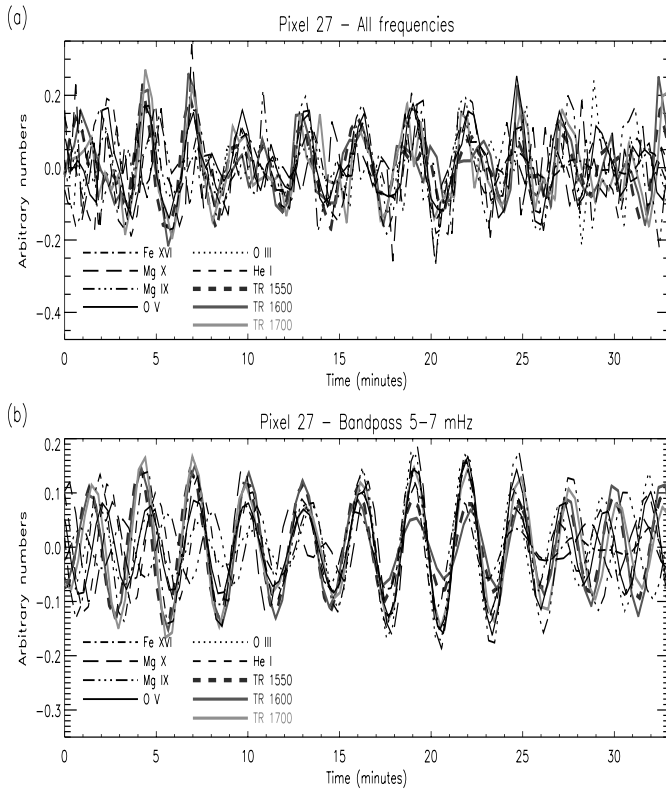 (a)
Pixel 27 – All frequencies
Arbitrary numbers
0.2
0.0
−0.2
−0.4
Fe XVI
O III
Mg X
He I
Mg IX
TR 1550
O V
TR 1600
TR 1700
0 5 10 15 20 25 30
Time (minutes)
(b)
Pixel 27 – Bandpass 5–7 mHz
Arbitrary numbers
0.2
0.1
0.0
−0.1
−0.2
−0.3
Fe XVI
O III
Mg X
He I
Mg IX
TR 1550
O V
TR 1600
TR 1700
0 5 10 15 20 25 30
Time (minutes)